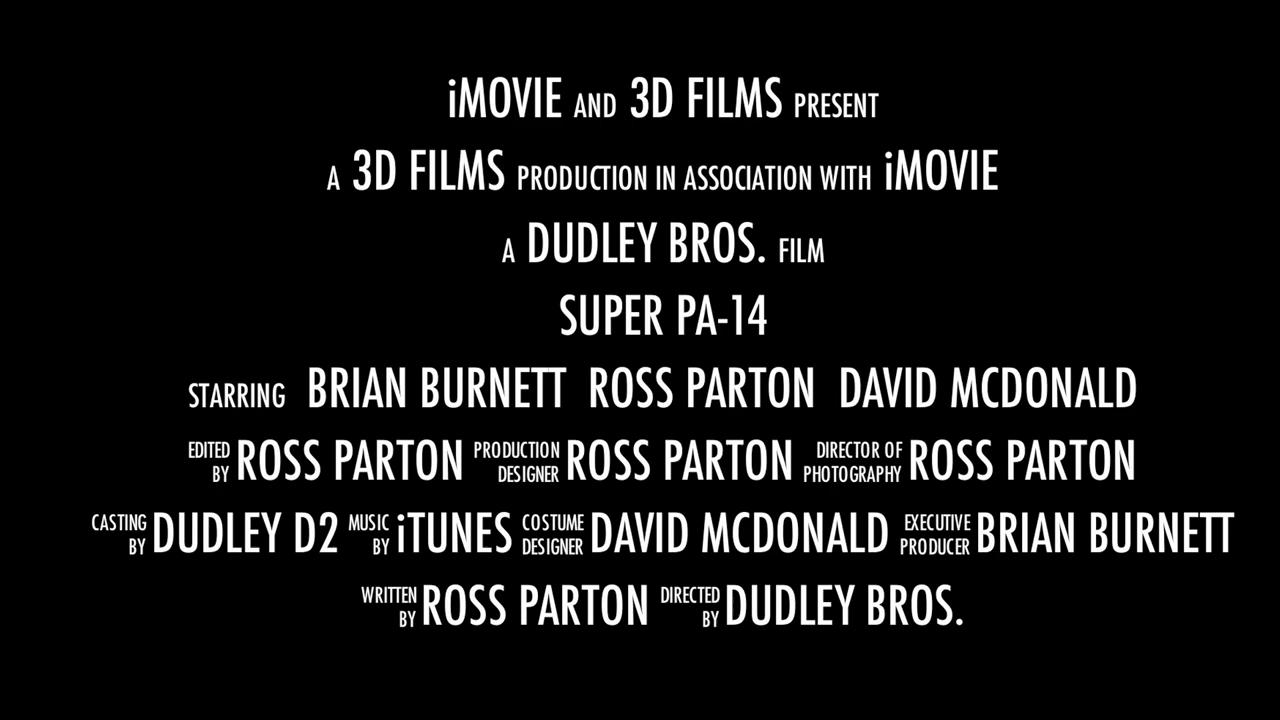 iMOVIE AND 3D FILMS PRESENT
A 3D FILMS PRODUCTION IN ASSOCIATION WITH iMOVIE
A DUDLEY BROS. FILM
SUPER PA-14
STARRING BRIAN BURNETT ROSS PARTON DAVID MCDONALD
EDITED BY ROSS PARTON PRODUCTION DESIGNER ROSS PARTON DIRECTOR OF PHOTOGRAPHY ROSS PARTON
CASTING BY DUDLEY D2 MUSIC BY iTUNES COSTUME DESIGNER DAVID MCDONALD EXECUTIVE PRODUCER BRIAN BURNETT
WRITTEN BY ROSS PARTON DIRECTED BY DUDLEY BROS.